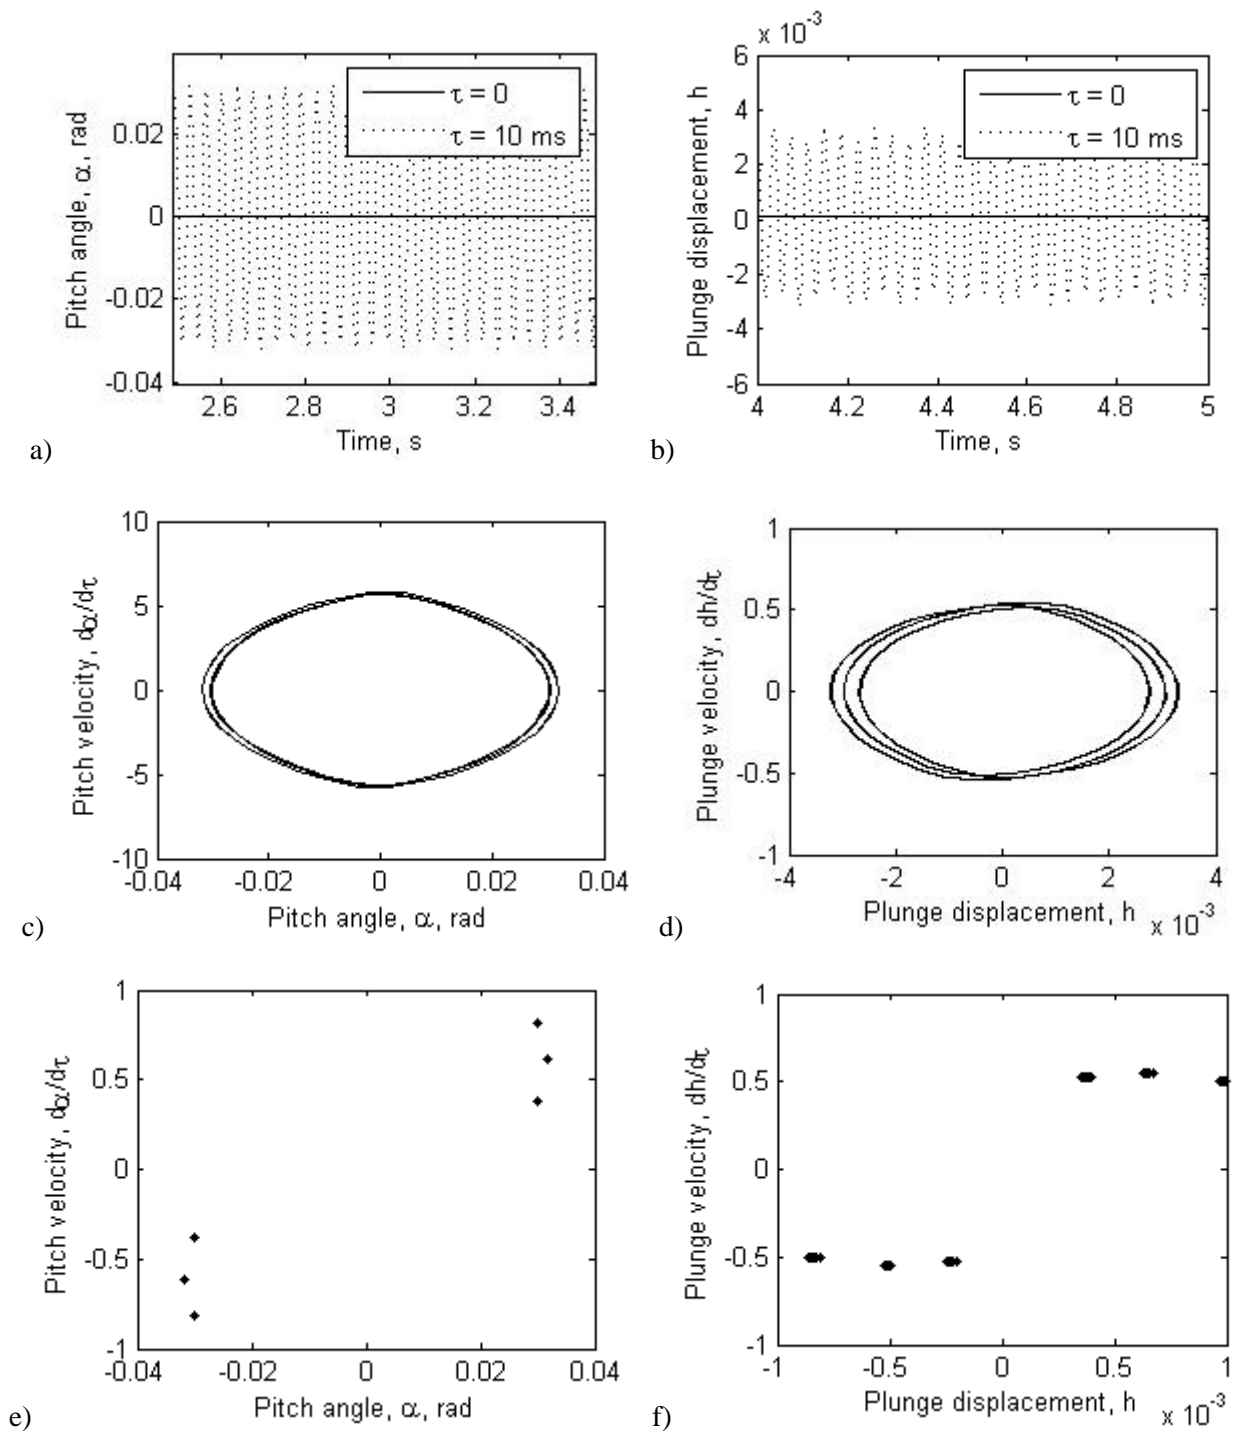 x 10⁻³
Pitch angle, α, rad
0.02
0
-0.02
-0.04
τ = 0
τ = 10 ms
2.6 2.8 3 3.2 3.4
Time, s
a)
Plunge displacement, h
6
4
2
0
-2
-4
-6
τ = 0
τ = 10 ms
4 4.2 4.4 4.6 4.8 5
Time, s
b)
Pitch velocity, dα/dτ
10
5
0
-5
-10
-0.04 -0.02 0 0.02 0.04
Pitch angle, α, rad
c)
Plunge velocity, dh/dτ
1
0.5
0
-0.5
-1
-4 -2 0 2 4
Plunge displacement, h x 10⁻³
d)
Pitch velocity, dα/dτ
1
0.5
0
-0.5
-1
-0.04 -0.02 0 0.02 0.04
Pitch angle, α, rad
e)
Plunge velocity, dh/dτ
1
0.5
0
-0.5
-1
-1 -0.5 0 0.5 1
Plunge displacement, h x 10⁻³
f)